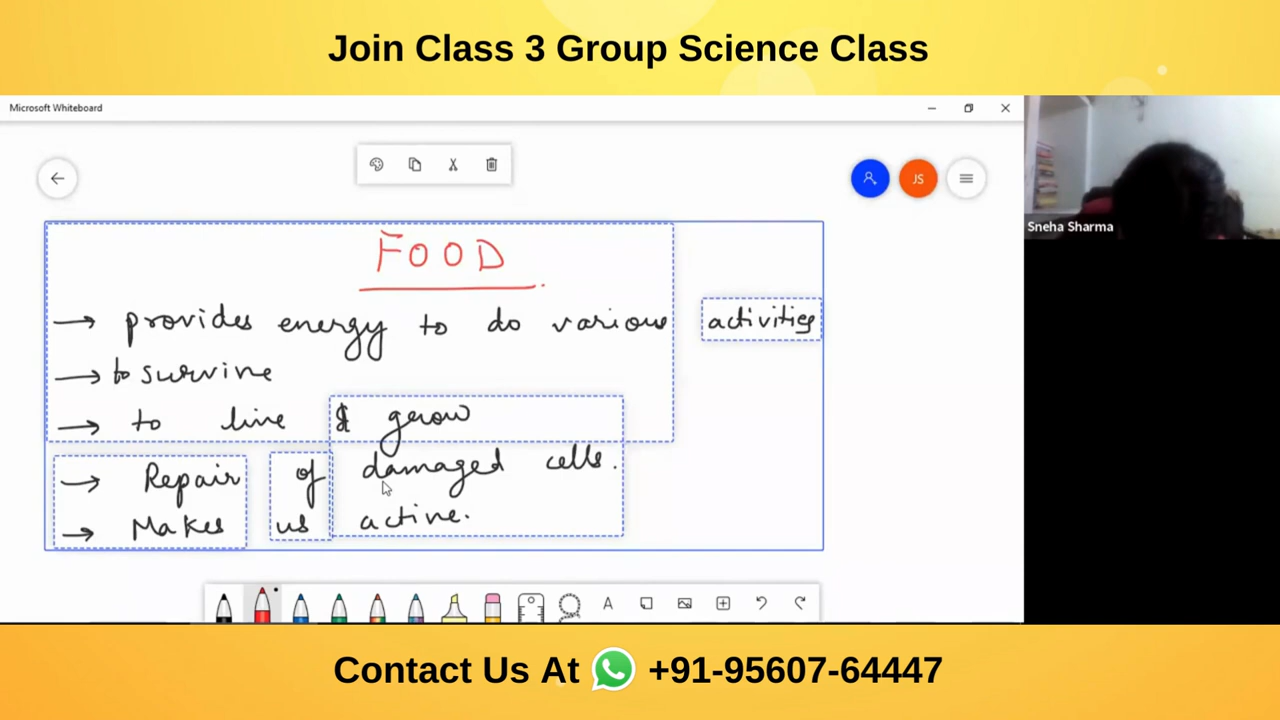 Join Class 3 Group Science Class
Microsoft Whiteboard
JS
Sneha Sharma
FOOD.
→ provides energy to do various activities
→ to survive
→ to live & grow
→ Repair of damaged cells.
→ Makes us active.
A
Contact Us At +91-95607-64447